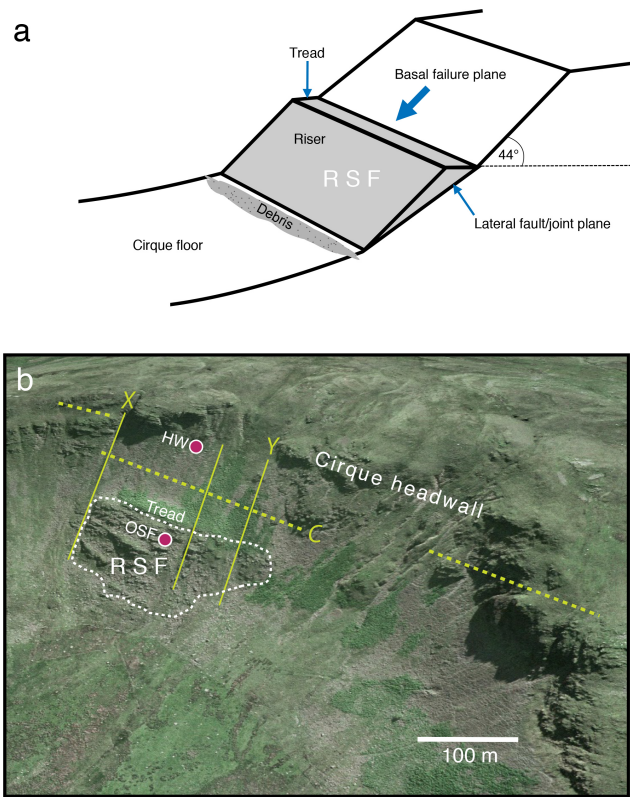 a
Tread
Basal failure plane
Riser
44°
R S F
Debris
Lateral fault/joint plane
Cirque floor
b
X
HW
Y
Cirque headwall
Tread
OSF
C
R S F
100 m